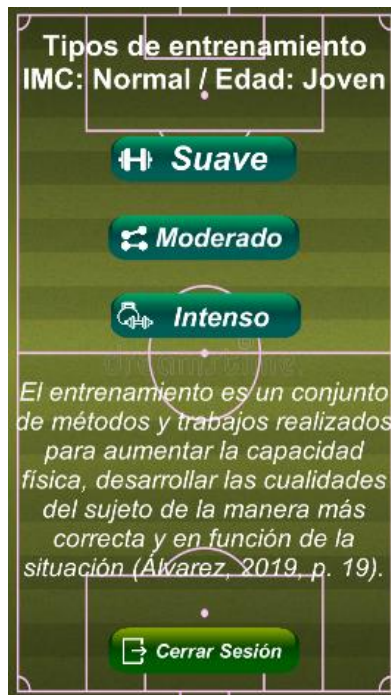 Tipos de entrenamiento
IMC: Normal / Edad: Joven
Suave
Moderado
Intenso
dreamstime
El entrenamiento es un conjunto
de métodos y trabajos realizados
para aumentar la capacidad
física, desarrollar las cualidades
del sujeto de la manera más
correcta y en función de la
situación (Álvarez, 2019, p. 19).
Cerrar Sesión